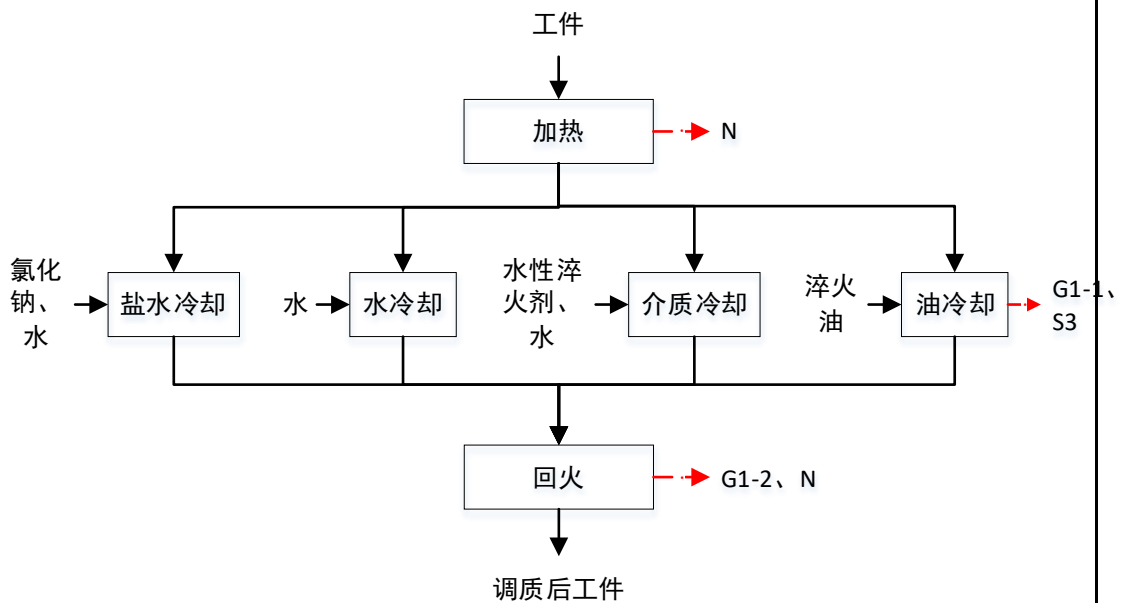 工件
加热
N
氯化
钠、
水
盐水冷却
水
水冷却
水性淬
火剂、
水
介质冷却
淬火
油
油冷却
G1-1、
S3
回火
G1-2、N
调质后工件